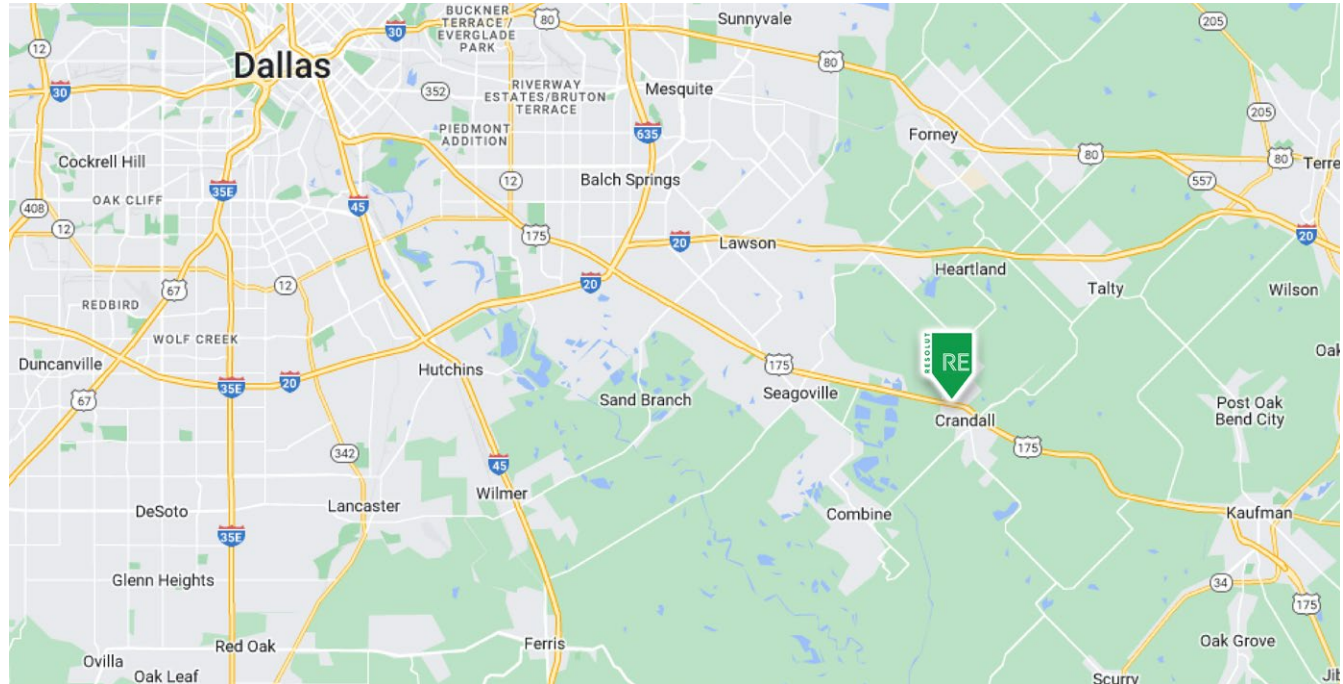 BUCKNER
TERRACE /
EVERGLADE
PARK
80
Sunnyvale
205
12
30
Dallas
80
30
352
RIVERWAY
ESTATES/BRUTON
TERRACE
Mesquite
205
PIEDMONT
ADDITION
635
Forney
80
80
Terre
Cockrell Hill
35E
12
Balch Springs
557
OAK CLIFF
45
408
12
175
20
Lawson
20
Heartland
67
12
20
Talty
Wilson
REDBIRD
WOLF CREEK
RESOLUT
RE
Oak
Duncanville
Hutchins
175
35E
20
67
Sand Branch
Seagoville
Post Oak
Bend City
Crandall
175
342
45
Lancaster
Wilmer
DeSoto
Combine
Kaufman
35E
Glenn Heights
34
175
Red Oak
Ferris
Oak Grove
Ovilla
Oak Leaf
Scurry
Jib